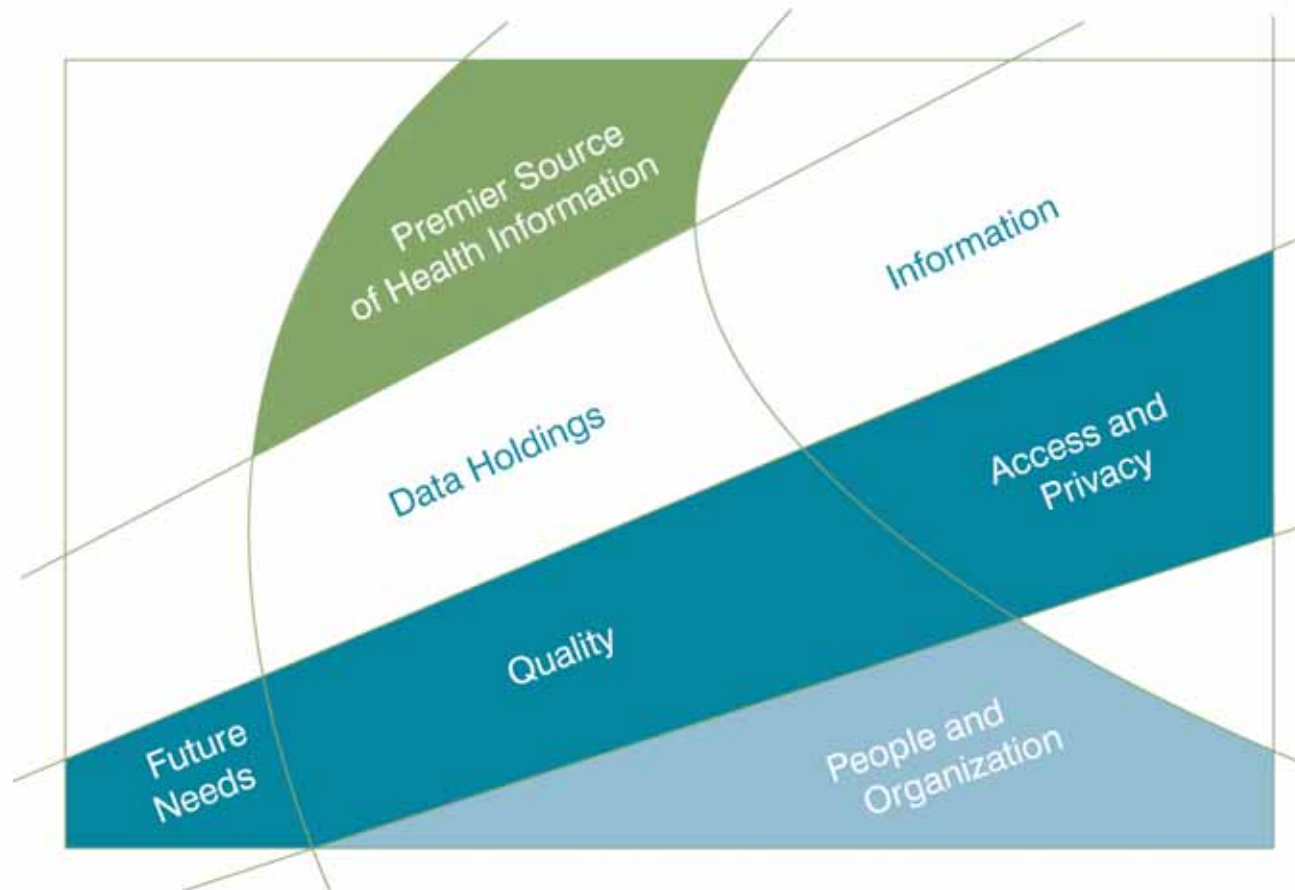 Premier Source
of Health Information
Information
Data Holdings
Access and
Privacy
Quality
Future
Needs
People and
Organization